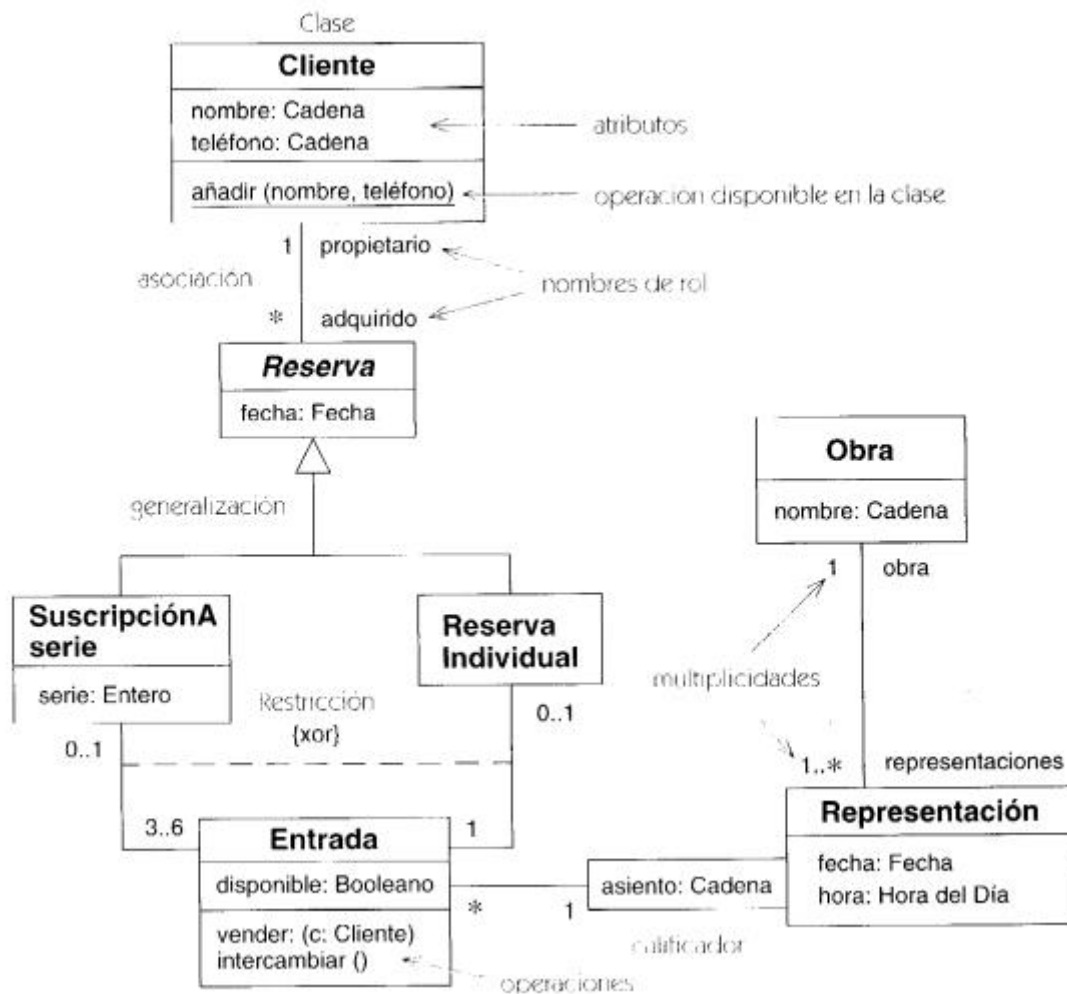 Clase
Cliente
nombre: Cadena
teléfono: Cadena
atributos
añadir (nombre, teléfono)
operación disponible en la clase
1 propietario
asociación
nombres de rol
* adquirido
Reserva
fecha: Fecha
generalización
Obra
nombre: Cadena
1 obra
SuscripciónA
serie
serie: Entero
Reserva
Individual
multiplicidades
Restricción
{xor}
0..1
0..1
1..* representaciones
3..6
1
Entrada
disponible: Booleano
vender: (c: Cliente)
intercambiar ()
operaciones
*
1
asiento: Cadena
calificador
Representación
fecha: Fecha
hora: Hora del Día